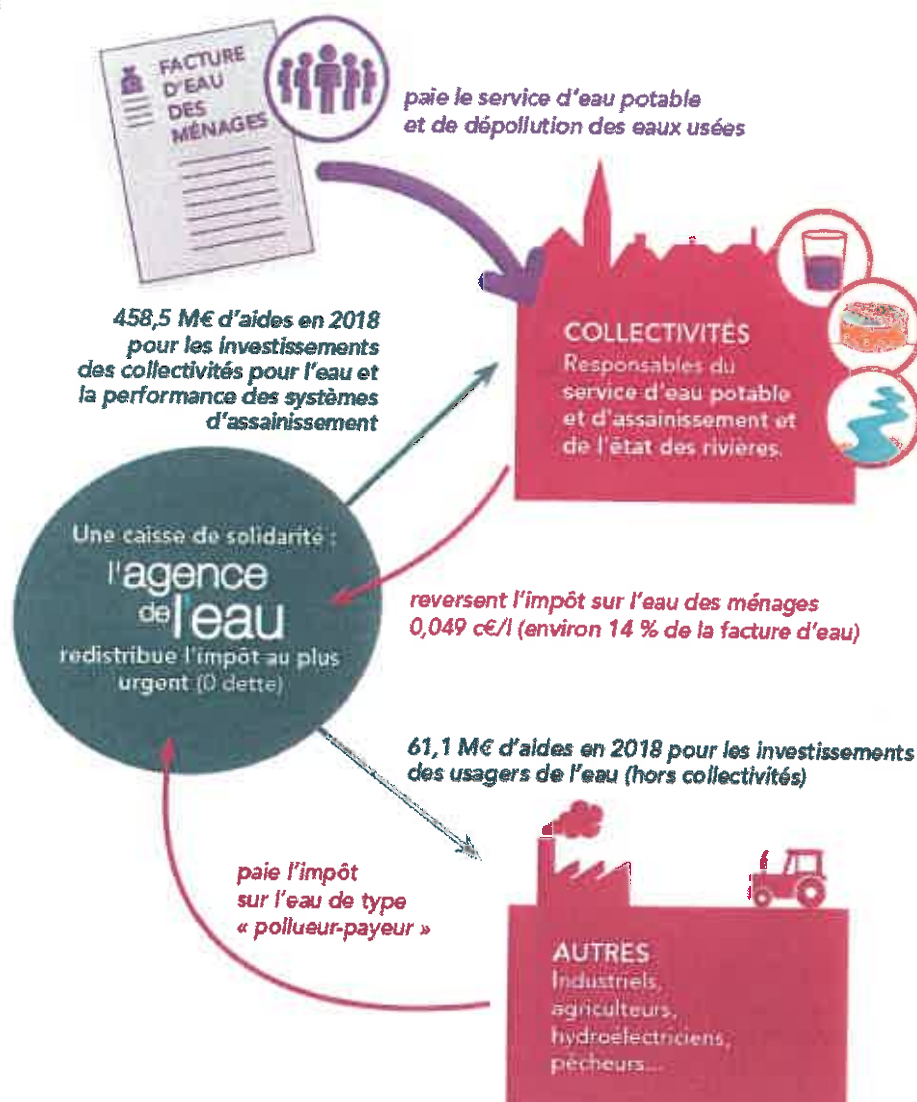 FACTURE
D'EAU
DES
MÉNAGES
paie le service d'eau potable
et de dépollution des eaux usées
458,5 M€ d'aides en 2018
pour les investissements
des collectivités pour l'eau et
la performance des systèmes
d'assainissement
COLLECTIVITÉS
Responsables du
service d'eau potable
et d'assainissement et
de l'état des rivières.
Une caisse de solidarité :
l'agence
de l'eau
redistribue l'impôt au plus
urgent (0 dette)
reversent l'impôt sur l'eau des ménages
0,049 c€/l (environ 14 % de la facture d'eau)
61,1 M€ d'aides en 2018 pour les investissements
des usagers de l'eau (hors collectivités)
paie l'impôt
sur l'eau de type
« pollueur-payeur »
AUTRES
Industriels,
agriculteurs,
hydroélectriciens,
pêcheurs...